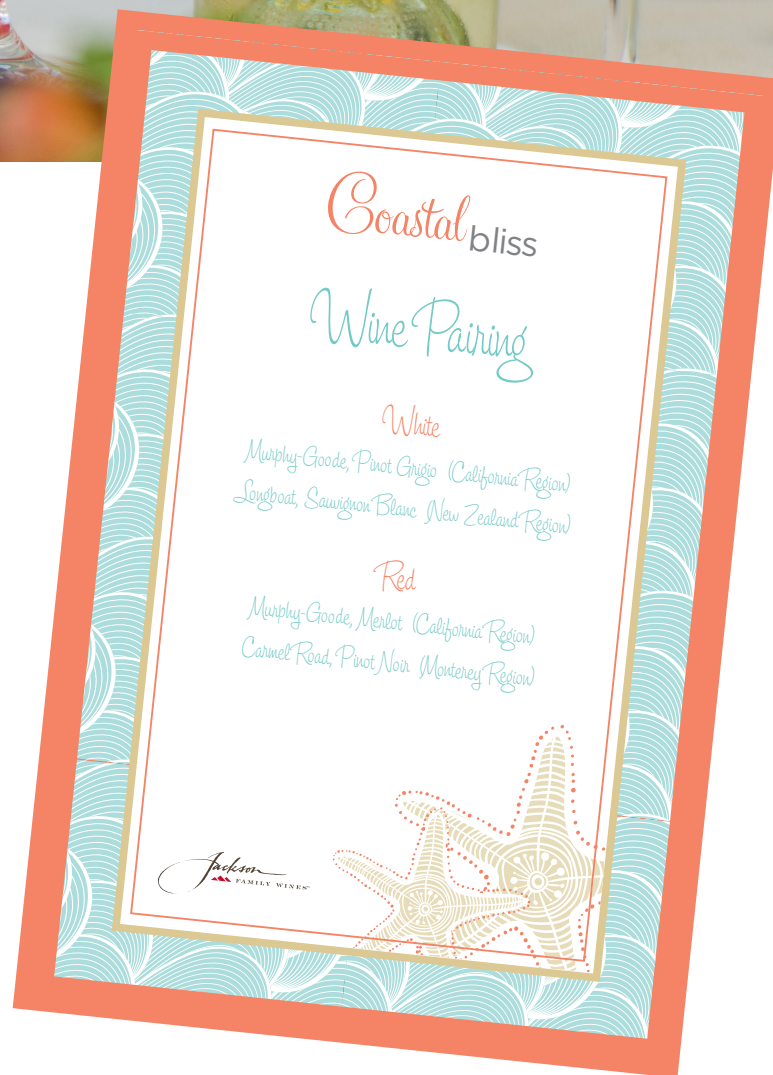 Coastal bliss
Wine Pairing
White
Murphy-Goode, Pinot Grigio (California Region)
Longboat, Sauvignon Blanc (New Zealand Region)
Red
Murphy-Goode, Merlot (California Region)
Carmel Road, Pinot Noir (Monterey Region)
Jackson
FAMILY WINES™